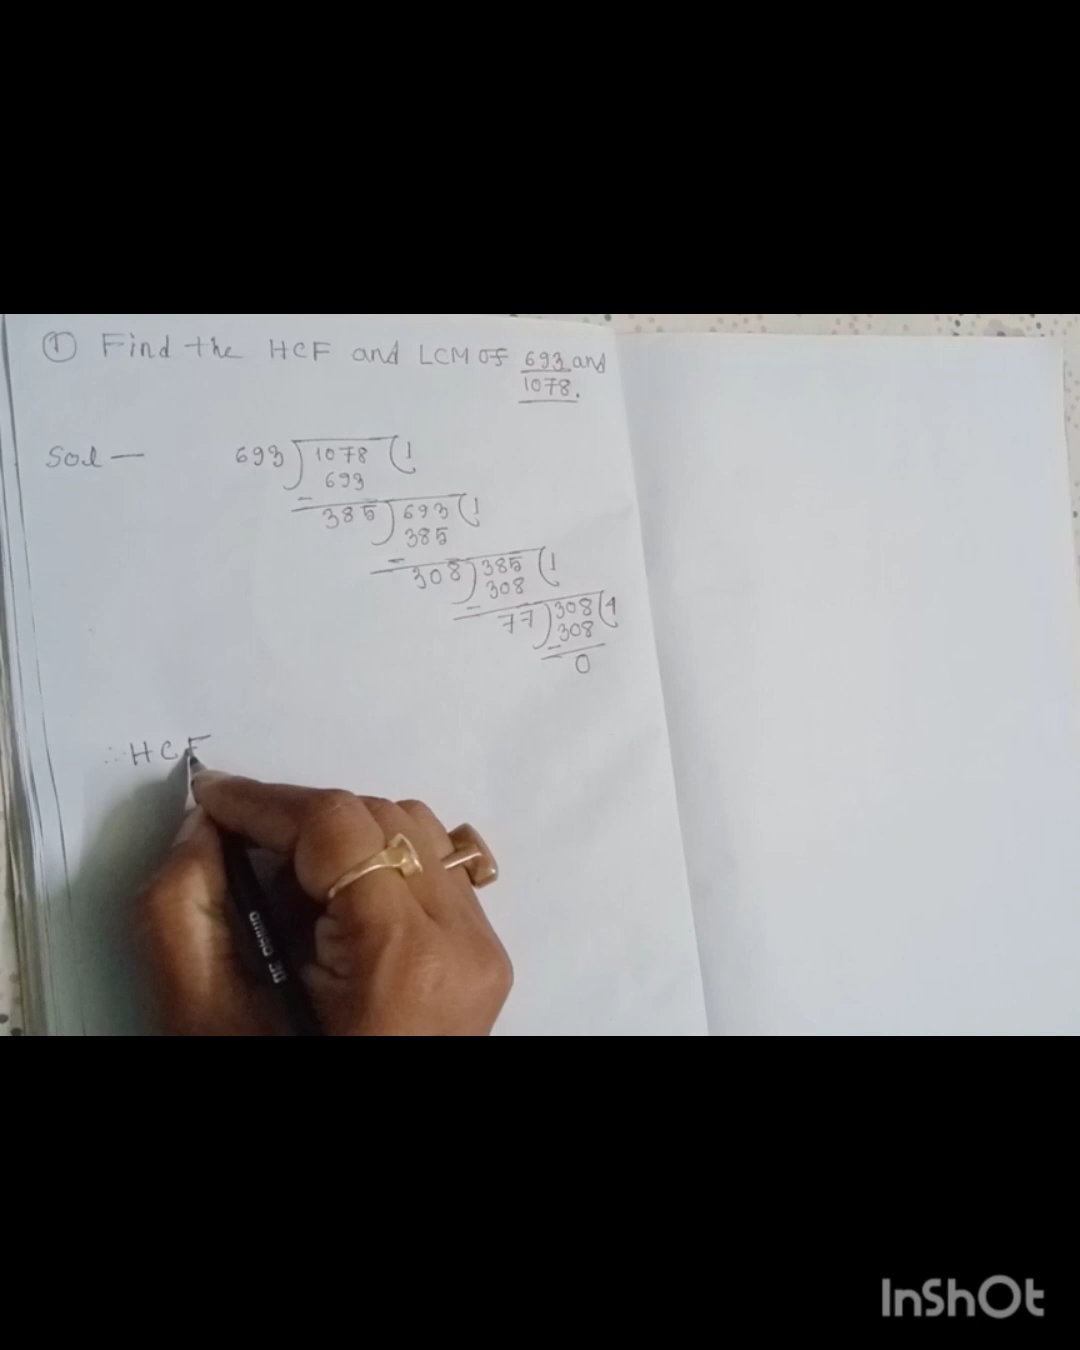 ① Find the HCF and LCM of 693 and
1078.
Sol — 693 ) 1078 ( 1
- 693
385 ) 693 ( 1
- 385
308 ) 385 ( 1
- 308
77 ) 308 ( 4
- 308
0
∴ HCF
InShOt